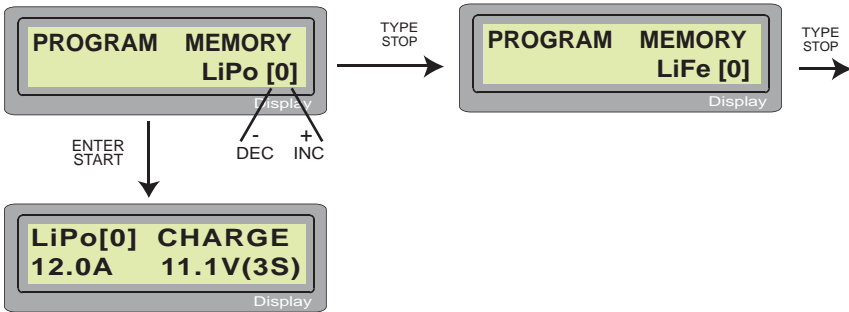 PROGRAM MEMORY
LiPo [0]
Display
TYPE
STOP
PROGRAM MEMORY
LiFe [0]
Display
TYPE
STOP
- +
DEC INC
ENTER
START
LiPo[0] CHARGE
12.0A 11.1V(3S)
Display